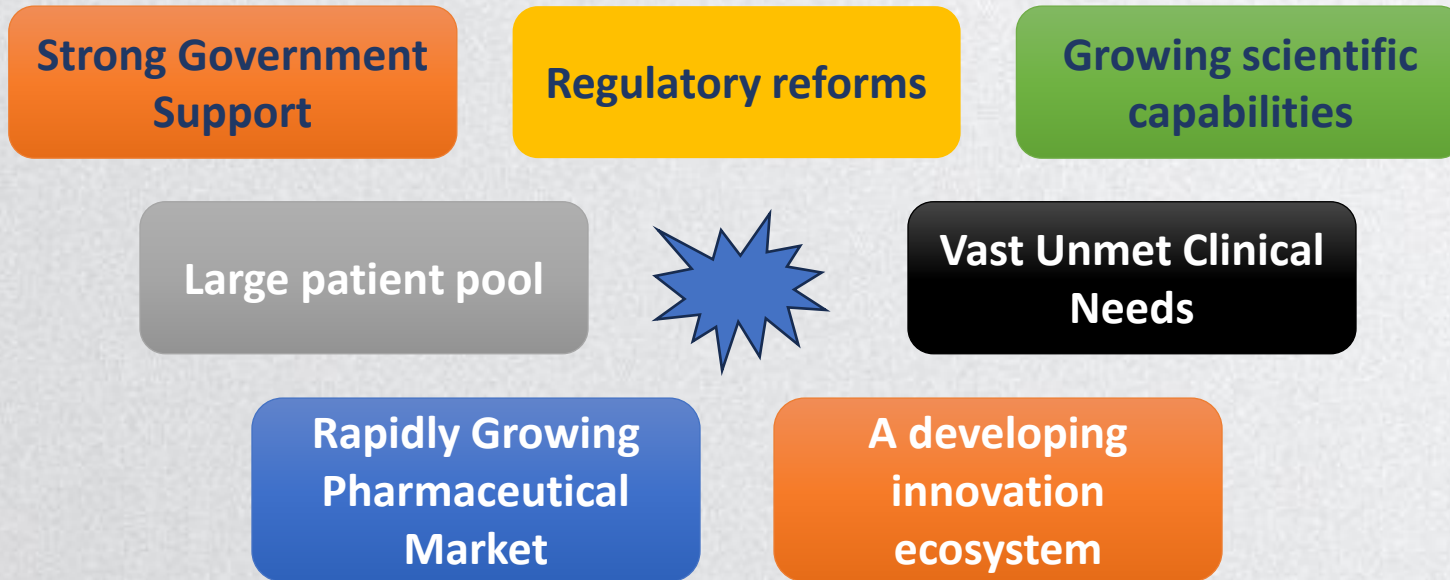 Strong Government
Support
Regulatory reforms
Growing scientific
capabilities
Large patient pool
Vast Unmet Clinical
Needs
Rapidly Growing
Pharmaceutical
Market
A developing
innovation
ecosystem